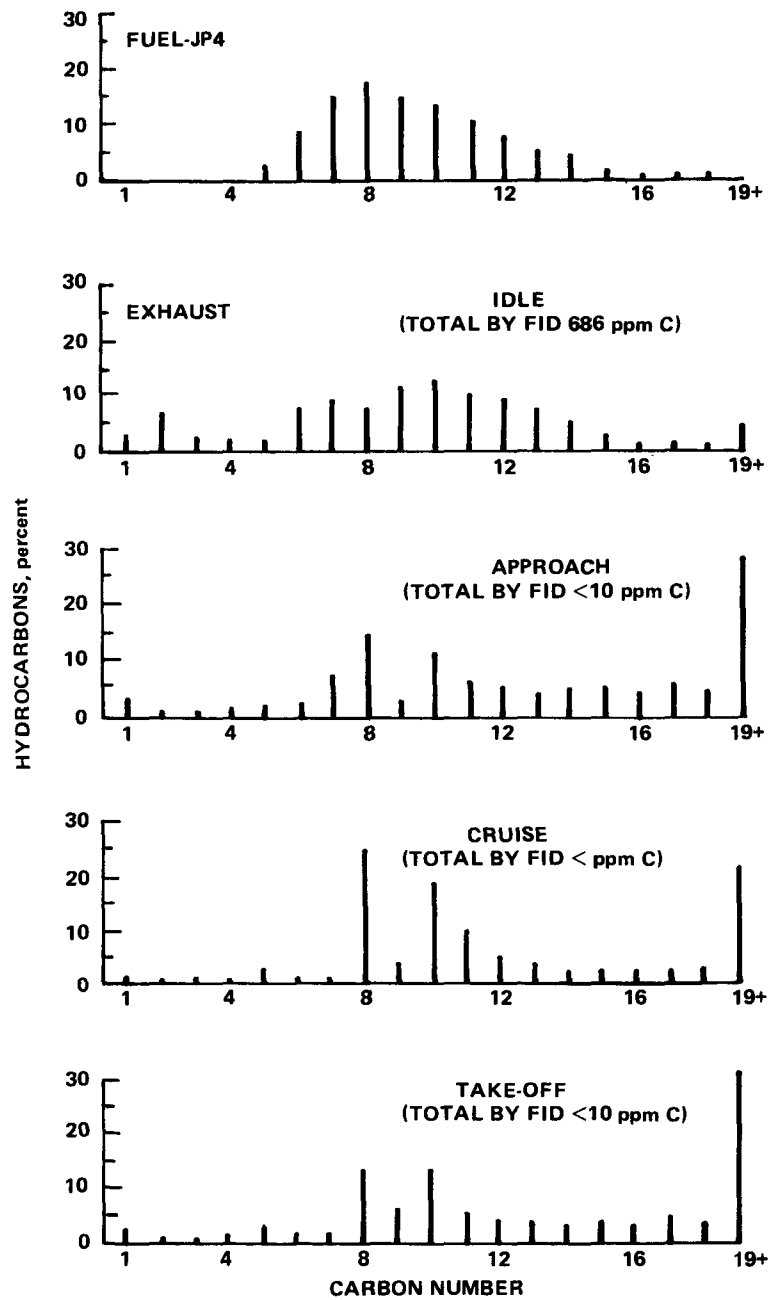 30
FUEL-JP4
20
10
0
1 4 8 12 16 19+
30
EXHAUST
IDLE
(TOTAL BY FID 686 ppm C)
20
10
0
1 4 8 12 16 19+
HYDROCARBONS, percent
30
APPROACH
(TOTAL BY FID <10 ppm C)
20
10
0
1 4 8 12 16 19+
30
CRUISE
(TOTAL BY FID < ppm C)
20
10
0
1 4 8 12 16 19+
30
TAKE-OFF
(TOTAL BY FID <10 ppm C)
20
10
0
1 4 8 12 16 19+
CARBON NUMBER